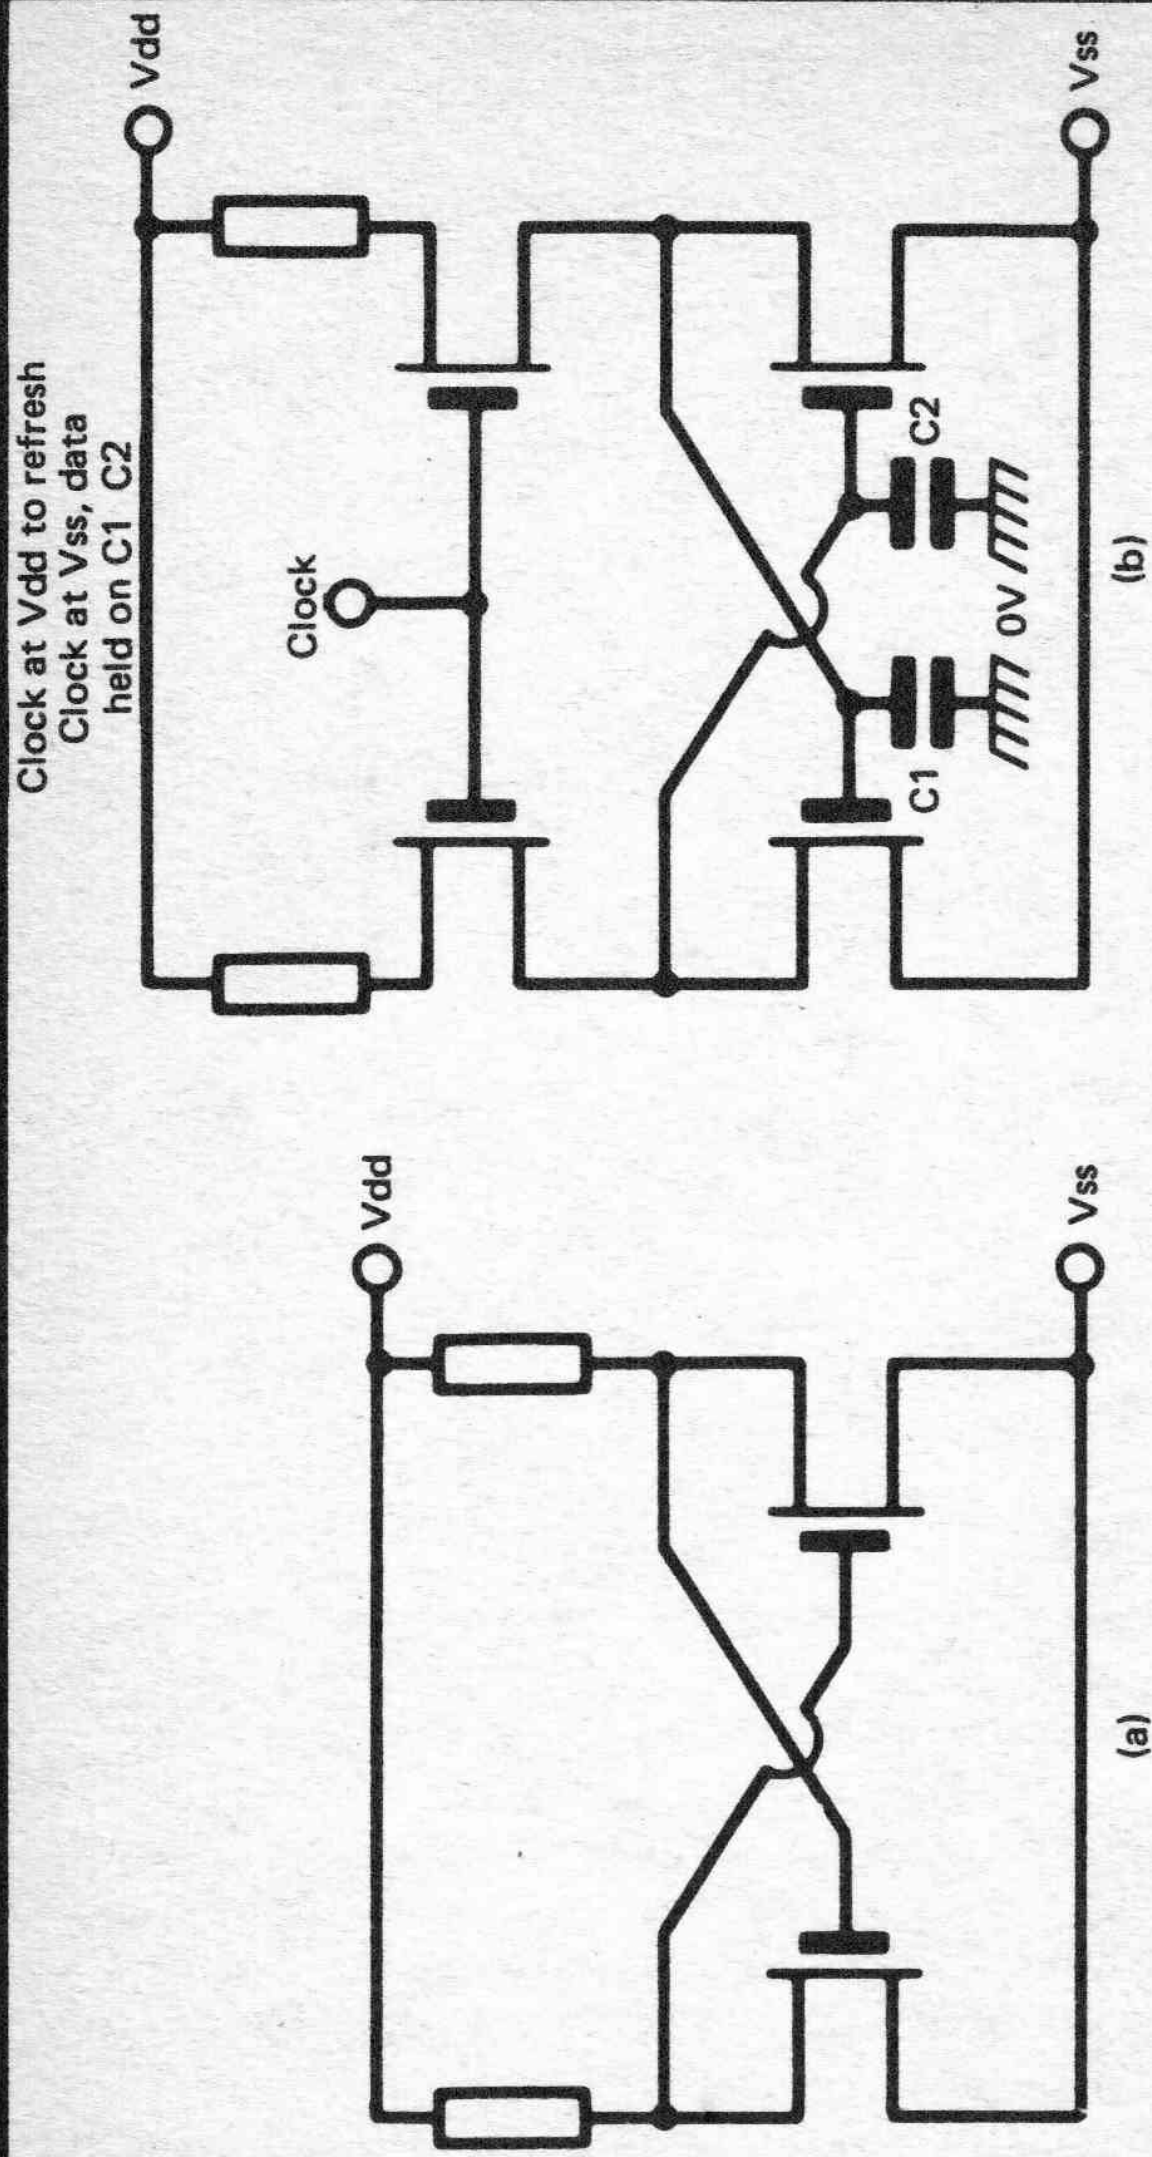 Vdd
Vss
(a)
Clock at Vdd to refresh
Clock at Vss, data
held on C1 C2
Vdd
Clock
C1
C2
0V
Vss
(b)